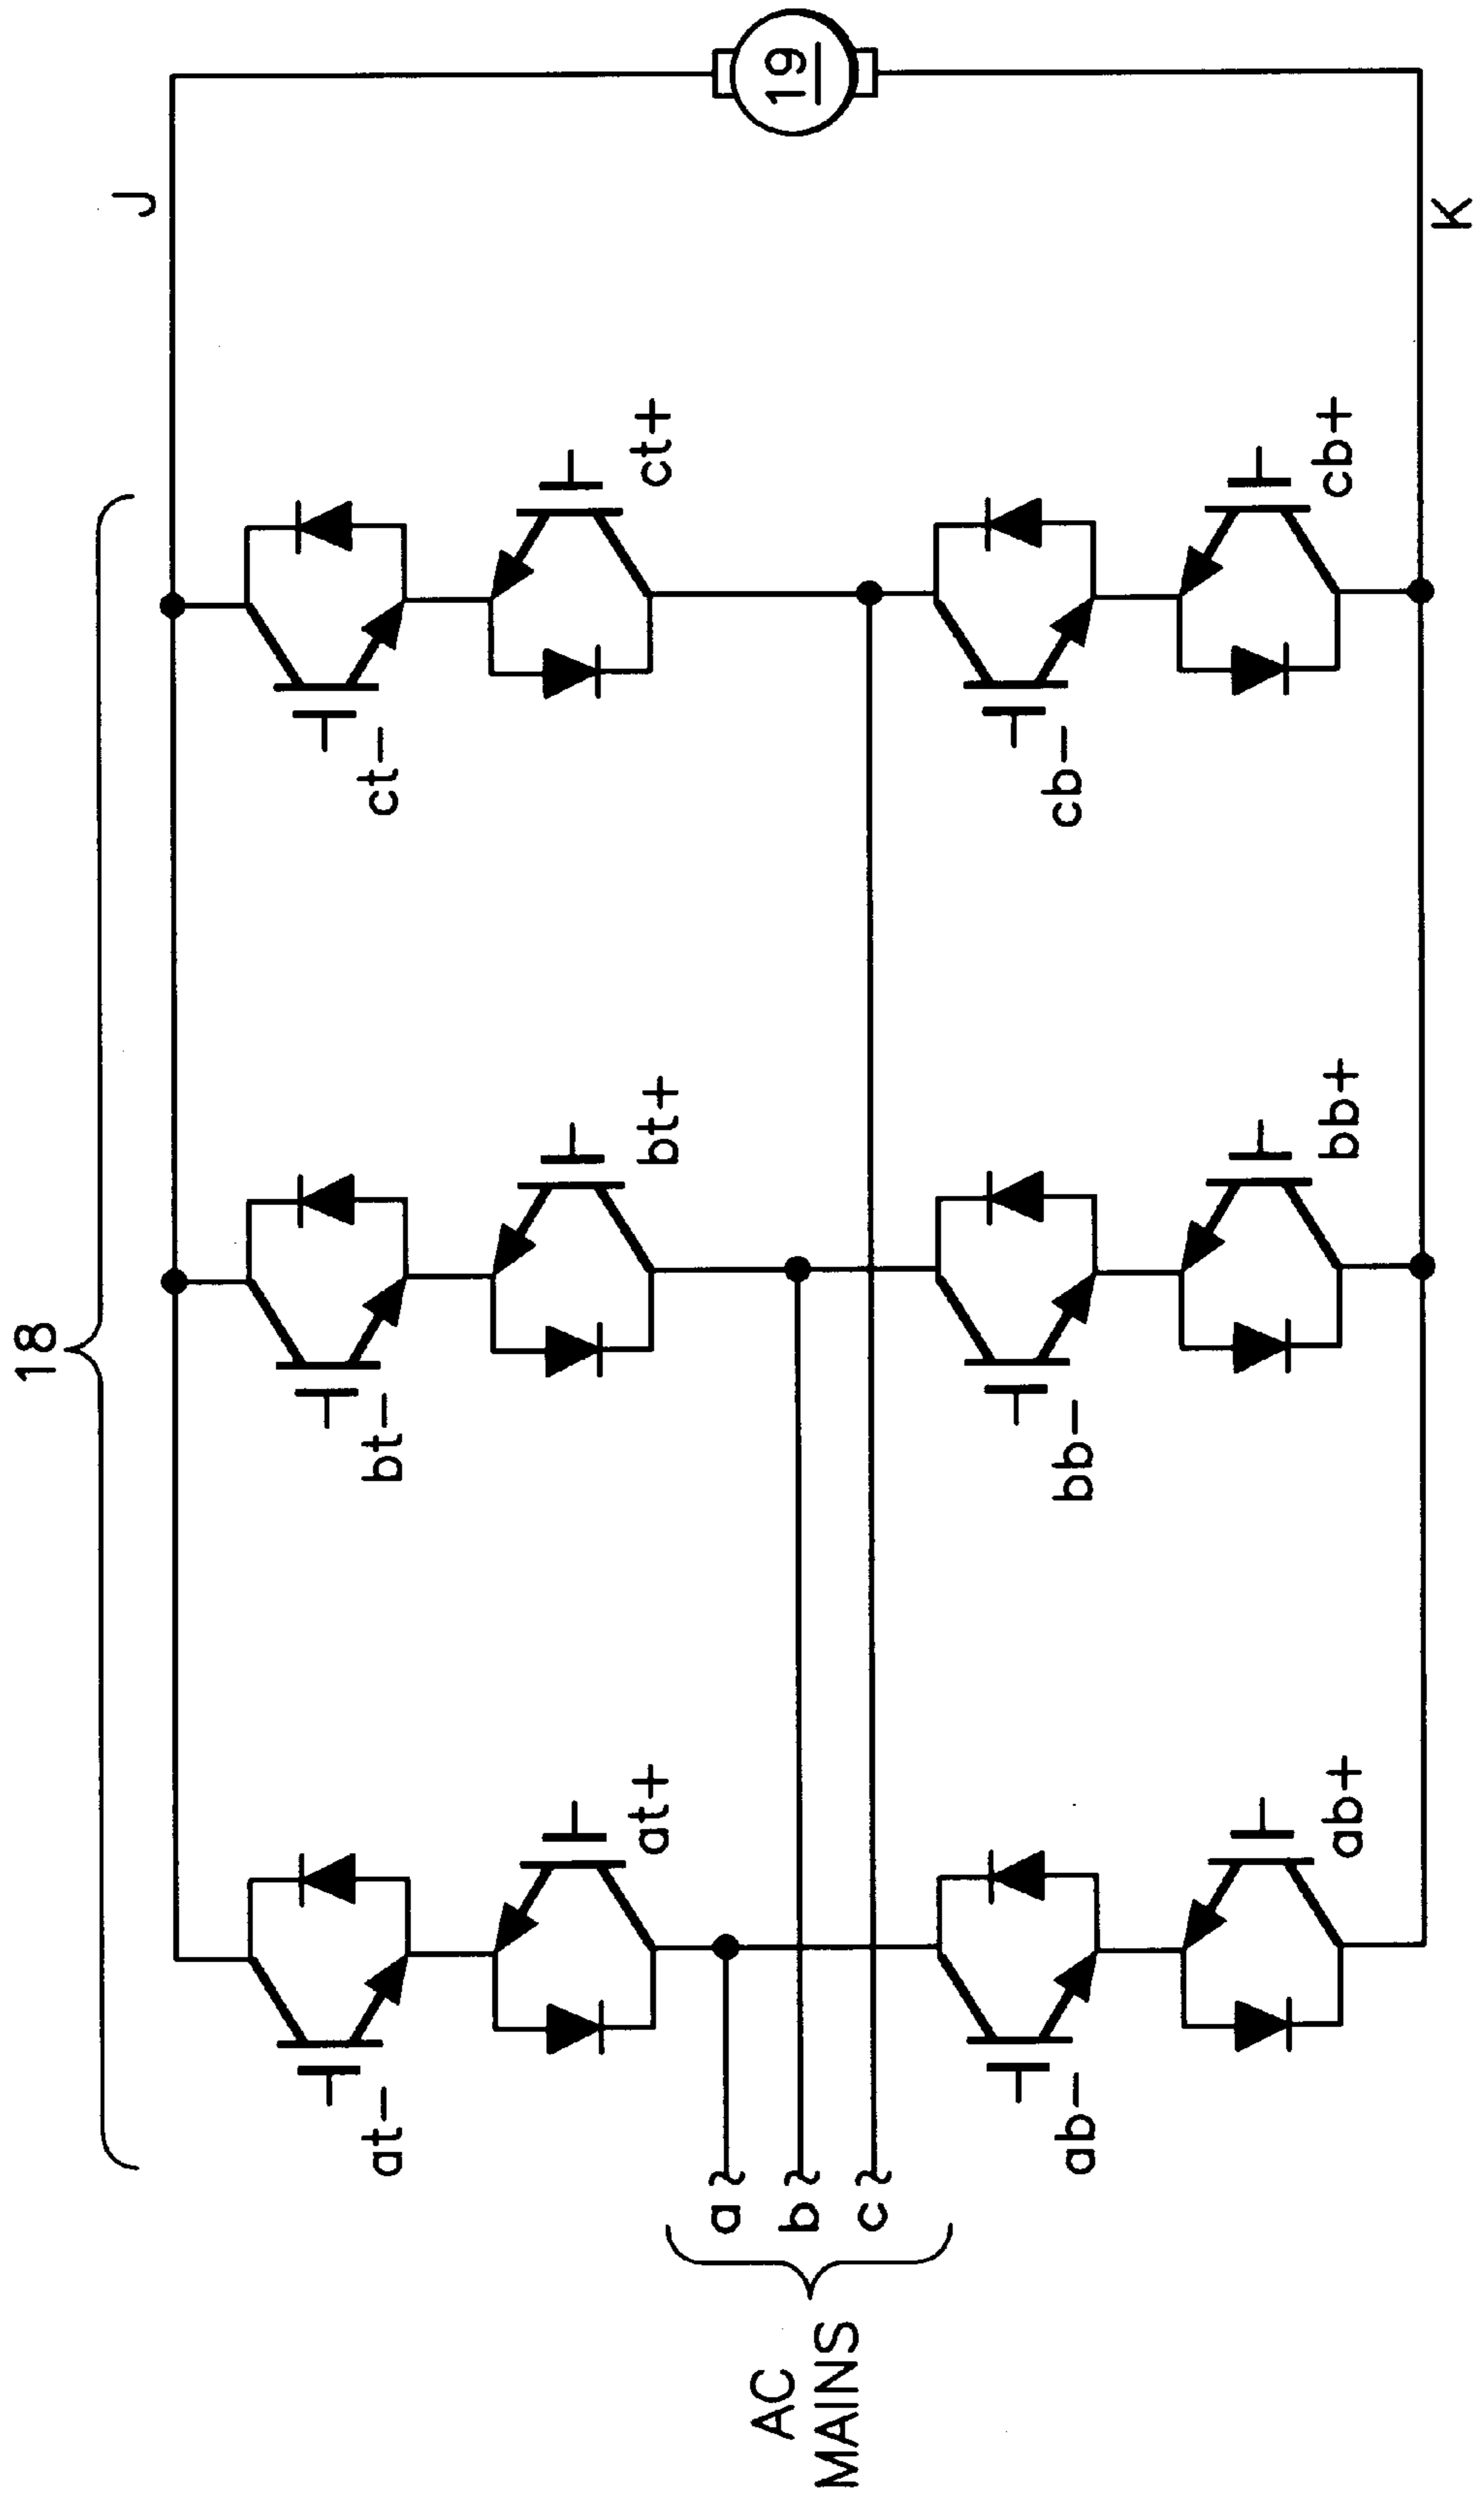 18
J
at-
bt-
ct-
at+
bt+
ct+
19
AC
MAINS
a~
b~
c~
ab-
bb-
cb-
ab+
bb+
cb+
K